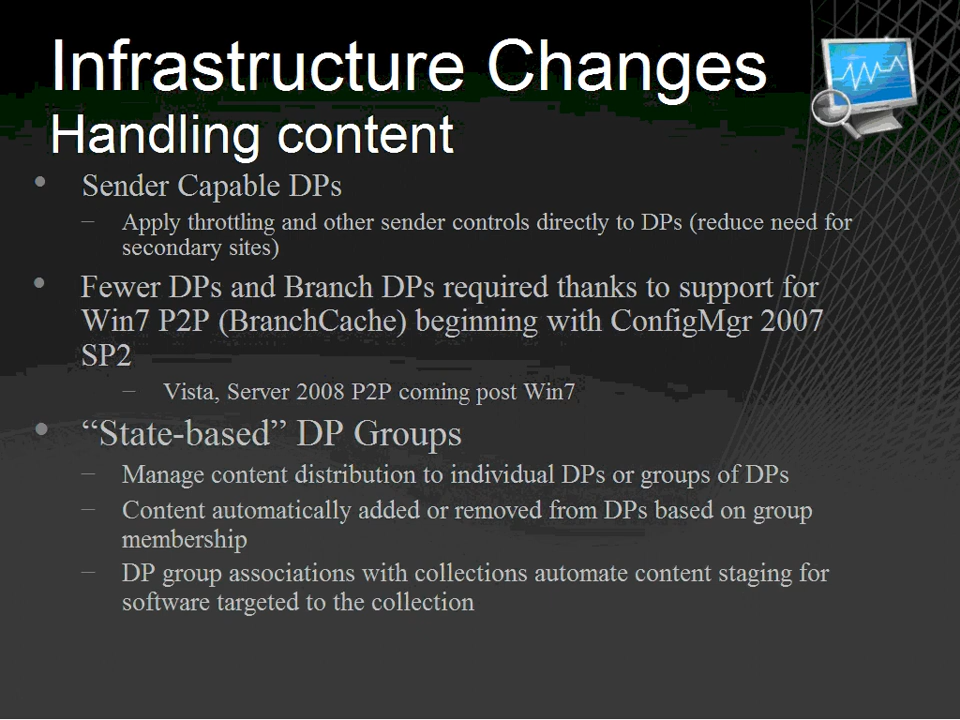 Infrastructure Changes
Handling content
• Sender Capable DPs
– Apply throttling and other sender controls directly to DPs (reduce need for
secondary sites)
• Fewer DPs and Branch DPs required thanks to support for
Win7 P2P (BranchCache) beginning with ConfigMgr 2007
SP2
– Vista, Server 2008 P2P coming post Win7
• “State-based” DP Groups
– Manage content distribution to individual DPs or groups of DPs
– Content automatically added or removed from DPs based on group
membership
– DP group associations with collections automate content staging for
software targeted to the collection